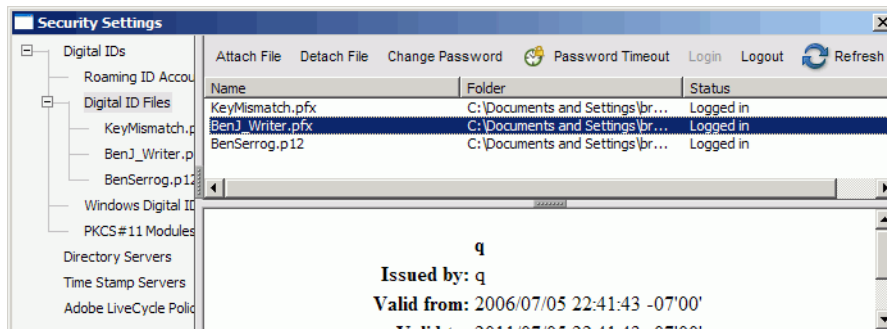 Security Settings
Digital IDs
Roaming ID Accou
Digital ID Files
KeyMismatch.p
BenJ_Writer.p
BenSerrog.p12
Windows Digital ID
PKCS#11 Modules
Directory Servers
Time Stamp Servers
Adobe LiveCycle Polic
Attach File Detach File Change Password Password Timeout Login Logout Refresh
Name Folder Status
KeyMismatch.pfx C:\Documents and Settings\br... Logged in
BenJ_Writer.pfx C:\Documents and Settings\br... Logged in
BenSerrog.p12 C:\Documents and Settings\br... Logged in
q
Issued by: q
Valid from: 2006/07/05 22:41:43 -07'00'